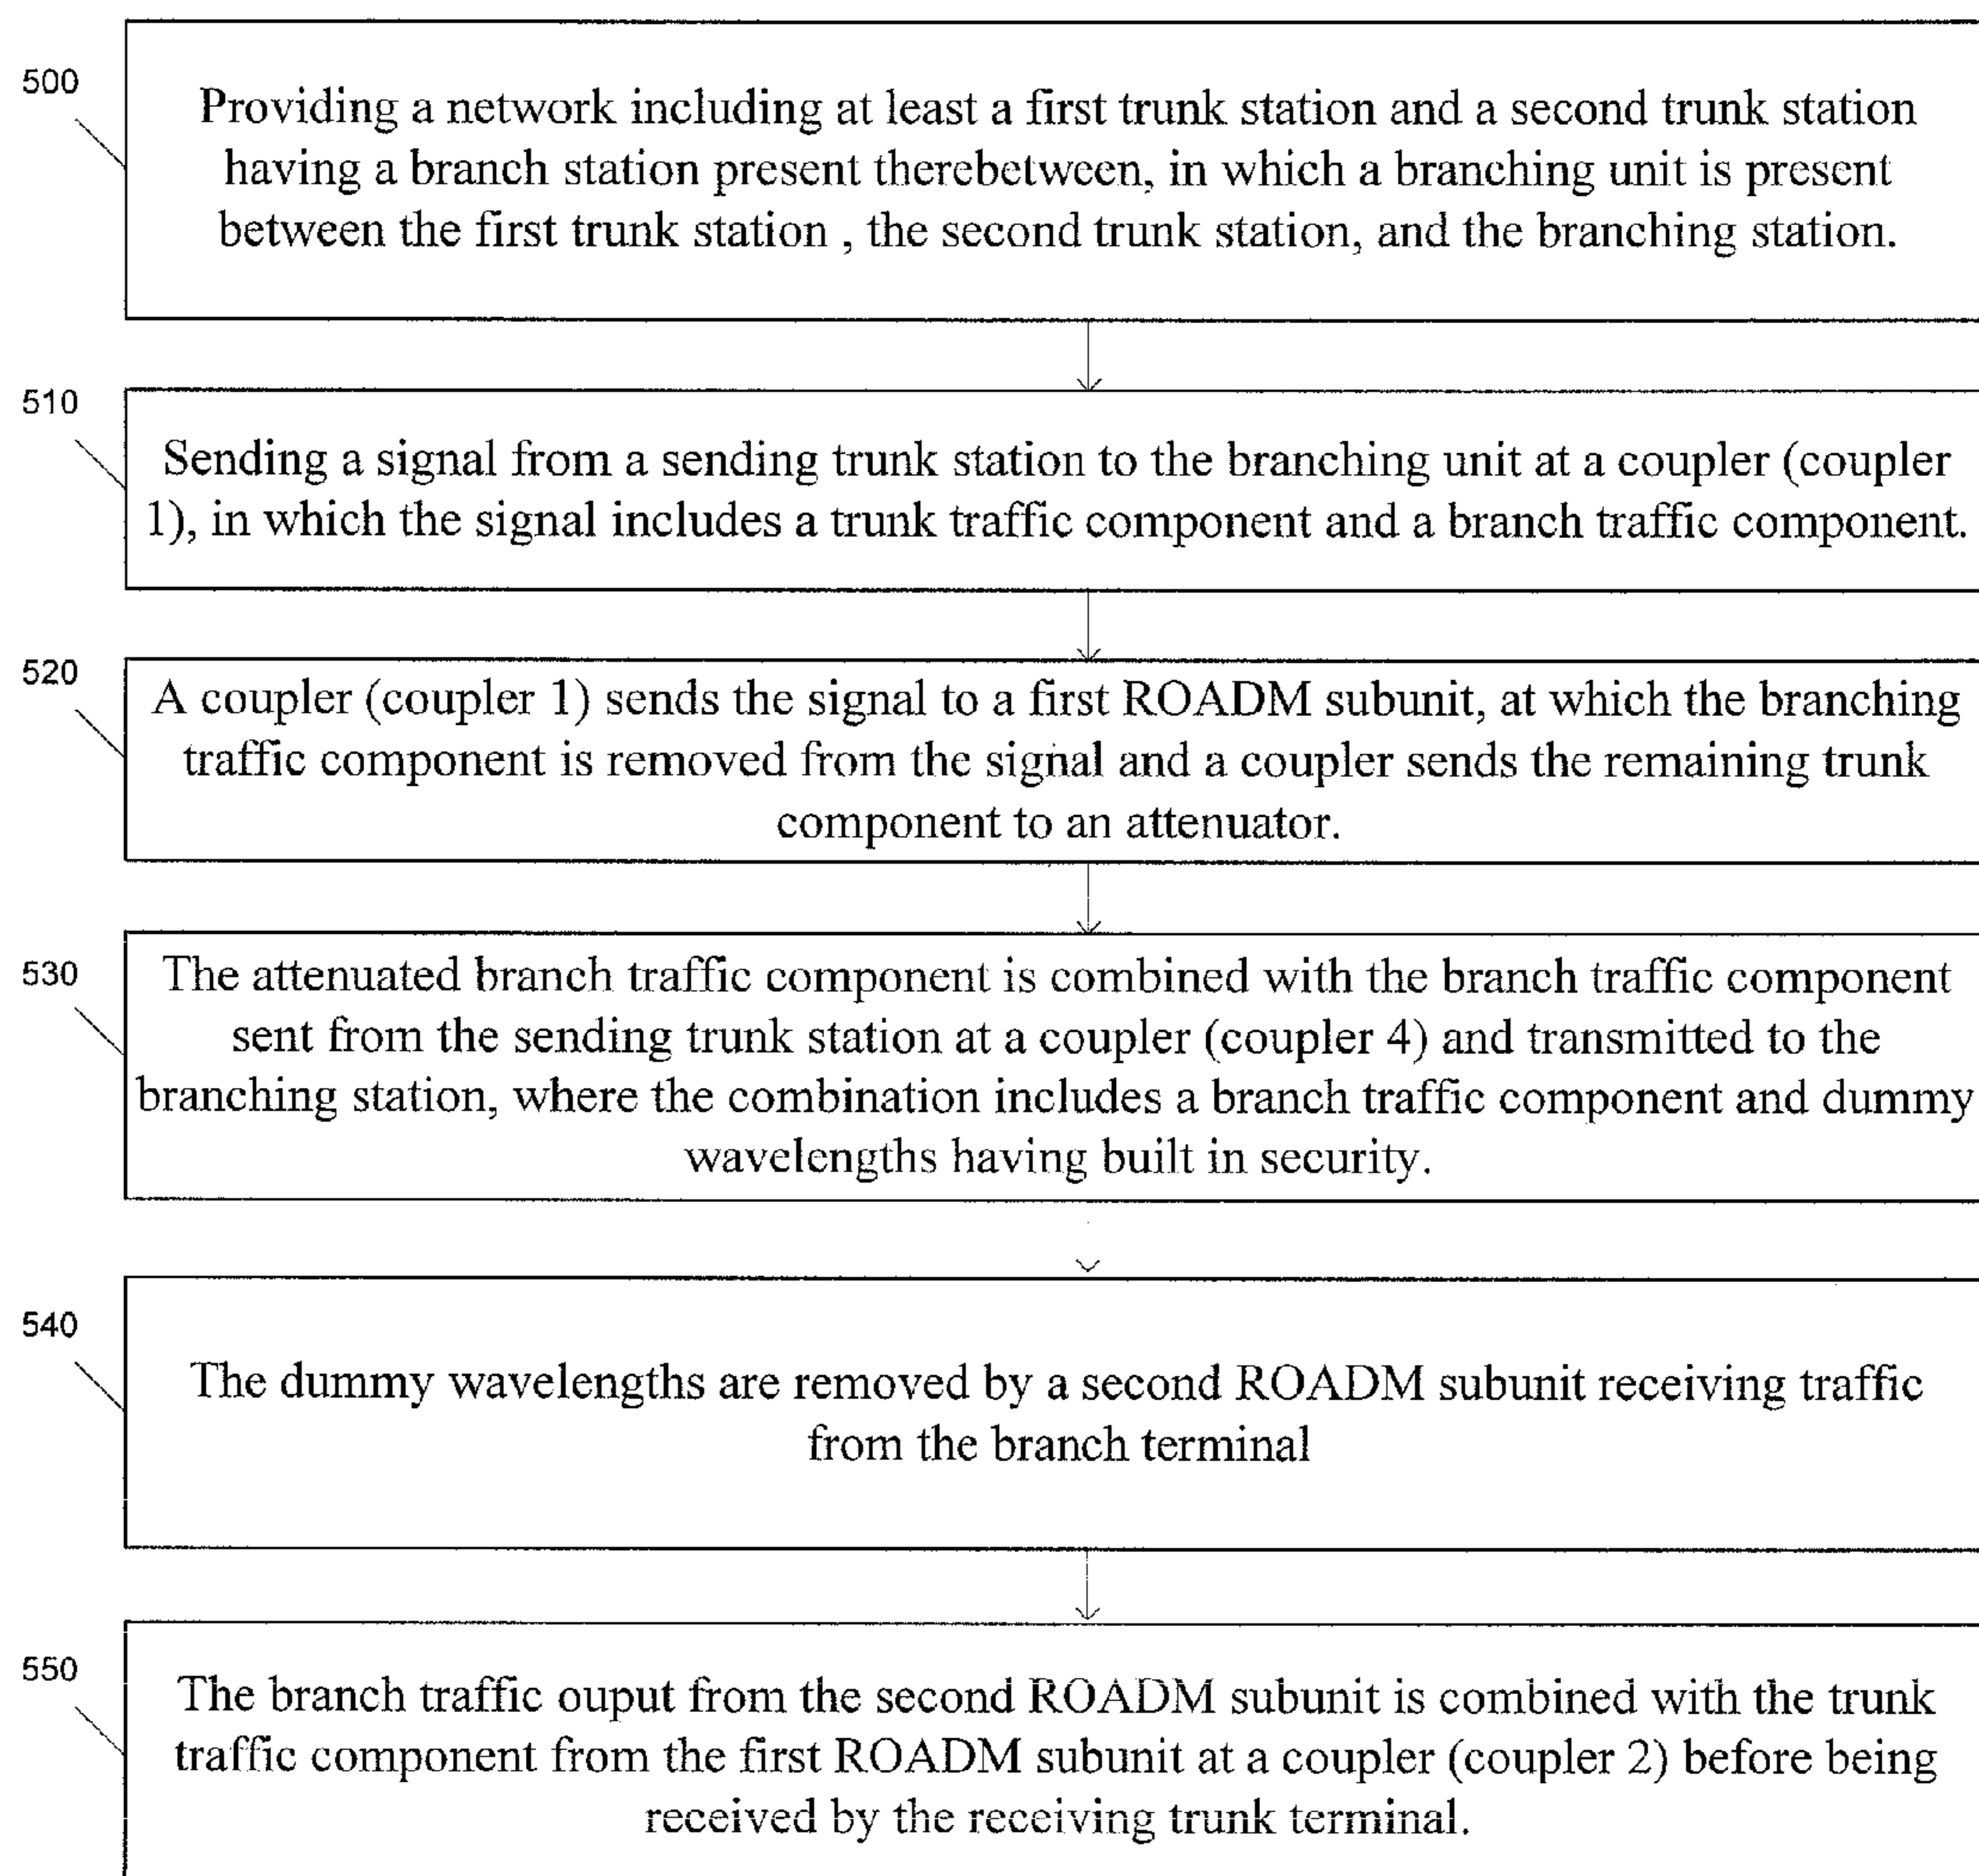 500
Providing a network including at least a first trunk station and a second trunk station
having a branch station present therebetween, in which a branching unit is present
between the first trunk station , the second trunk station, and the branching station.
510
Sending a signal from a sending trunk station to the branching unit at a coupler (coupler
1), in which the signal includes a trunk traffic component and a branch traffic component.
520
A coupler (coupler 1) sends the signal to a first ROADM subunit, at which the branching
traffic component is removed from the signal and a coupler sends the remaining trunk
component to an attenuator.
530
The attenuated branch traffic component is combined with the branch traffic component
sent from the sending trunk station at a coupler (coupler 4) and transmitted to the
branching station, where the combination includes a branch traffic component and dummy
wavelengths having built in security.
540
The dummy wavelengths are removed by a second ROADM subunit receiving traffic
from the branch terminal
550
The branch traffic ouput from the second ROADM subunit is combined with the trunk
traffic component from the first ROADM subunit at a coupler (coupler 2) before being
received by the receiving trunk terminal.